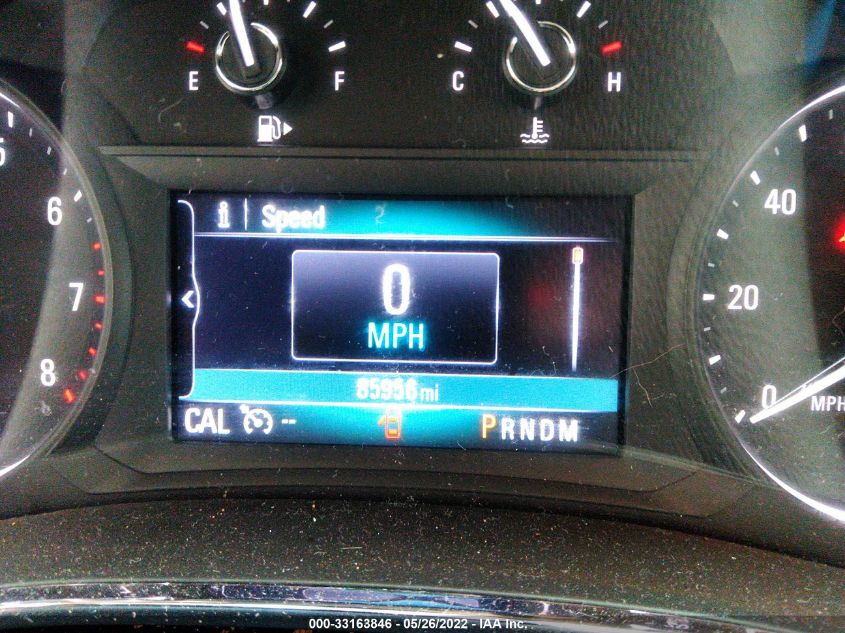 E F C H
5
6
7
8
Speed
0
MPH
mi
CAL -- PRNDM
40
20
0
MPH
000-33163846 - 05/26/2022 - IAA Inc.